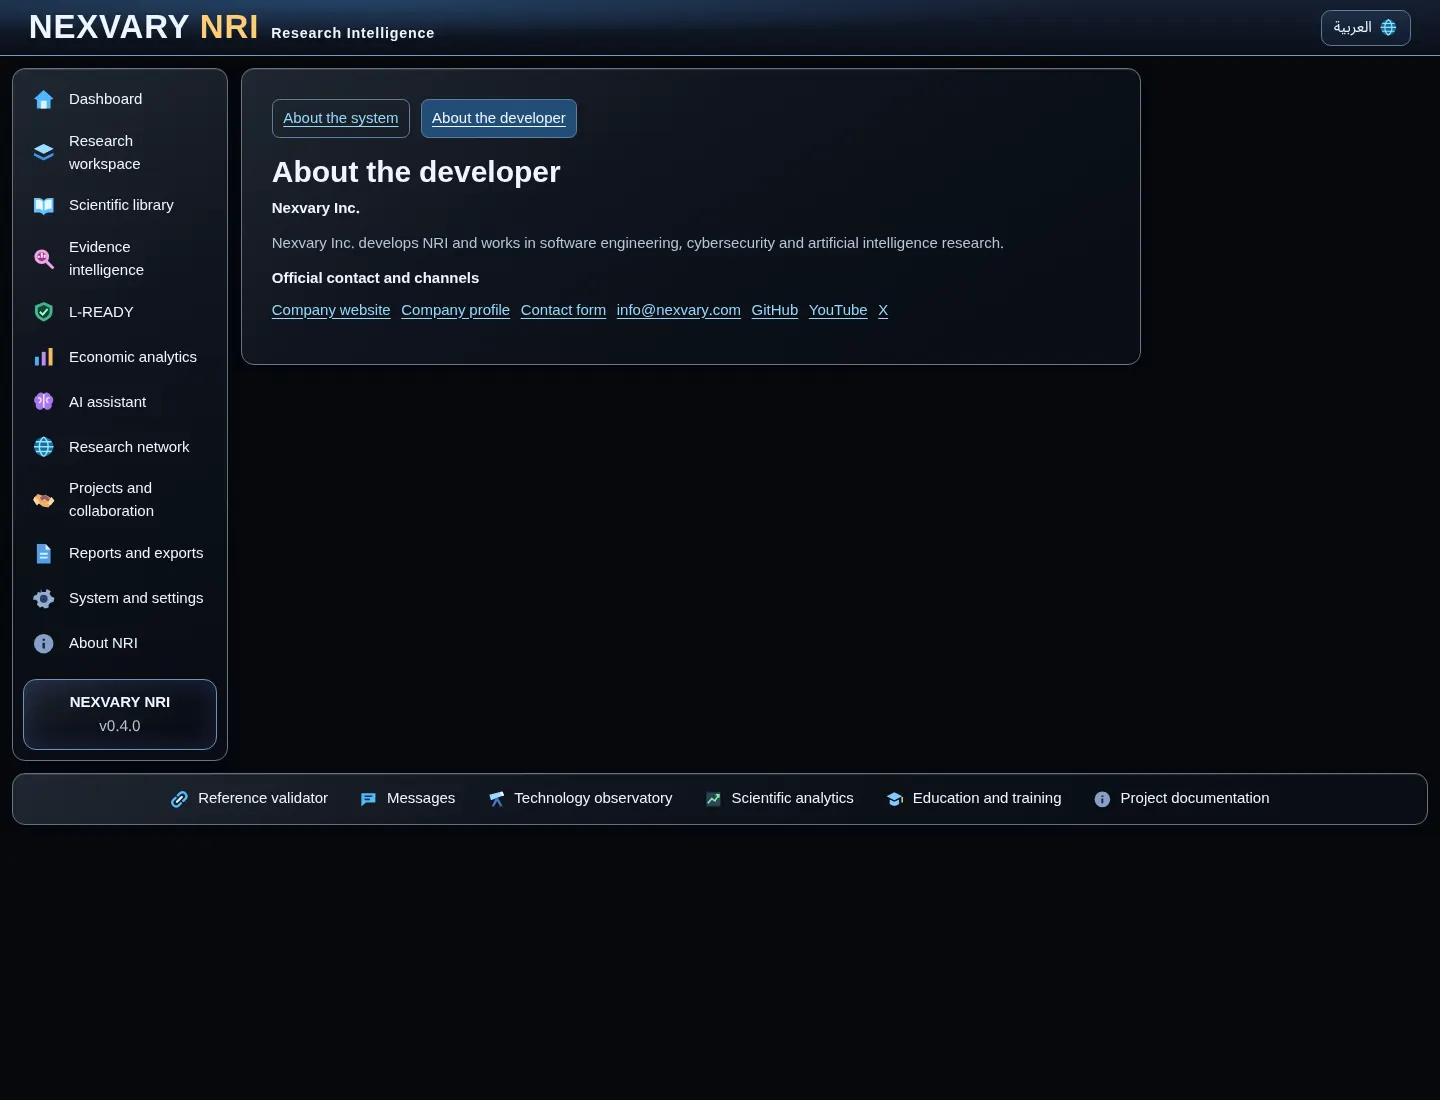 NEXVARY NRI Research Intelligence
العربية
Dashboard
Research
workspace
Scientific library
Evidence
intelligence
L-READY
Economic analytics
AI assistant
Research network
Projects and
collaboration
Reports and exports
System and settings
About NRI
NEXVARY NRI
v0.4.0
About the system About the developer
About the developer
Nexvary Inc.
Nexvary Inc. develops NRI and works in software engineering, cybersecurity and artificial intelligence research.
Official contact and channels
Company website Company profile Contact form info@nexvary.com GitHub YouTube X
Reference validator Messages Technology observatory Scientific analytics Education and training Project documentation